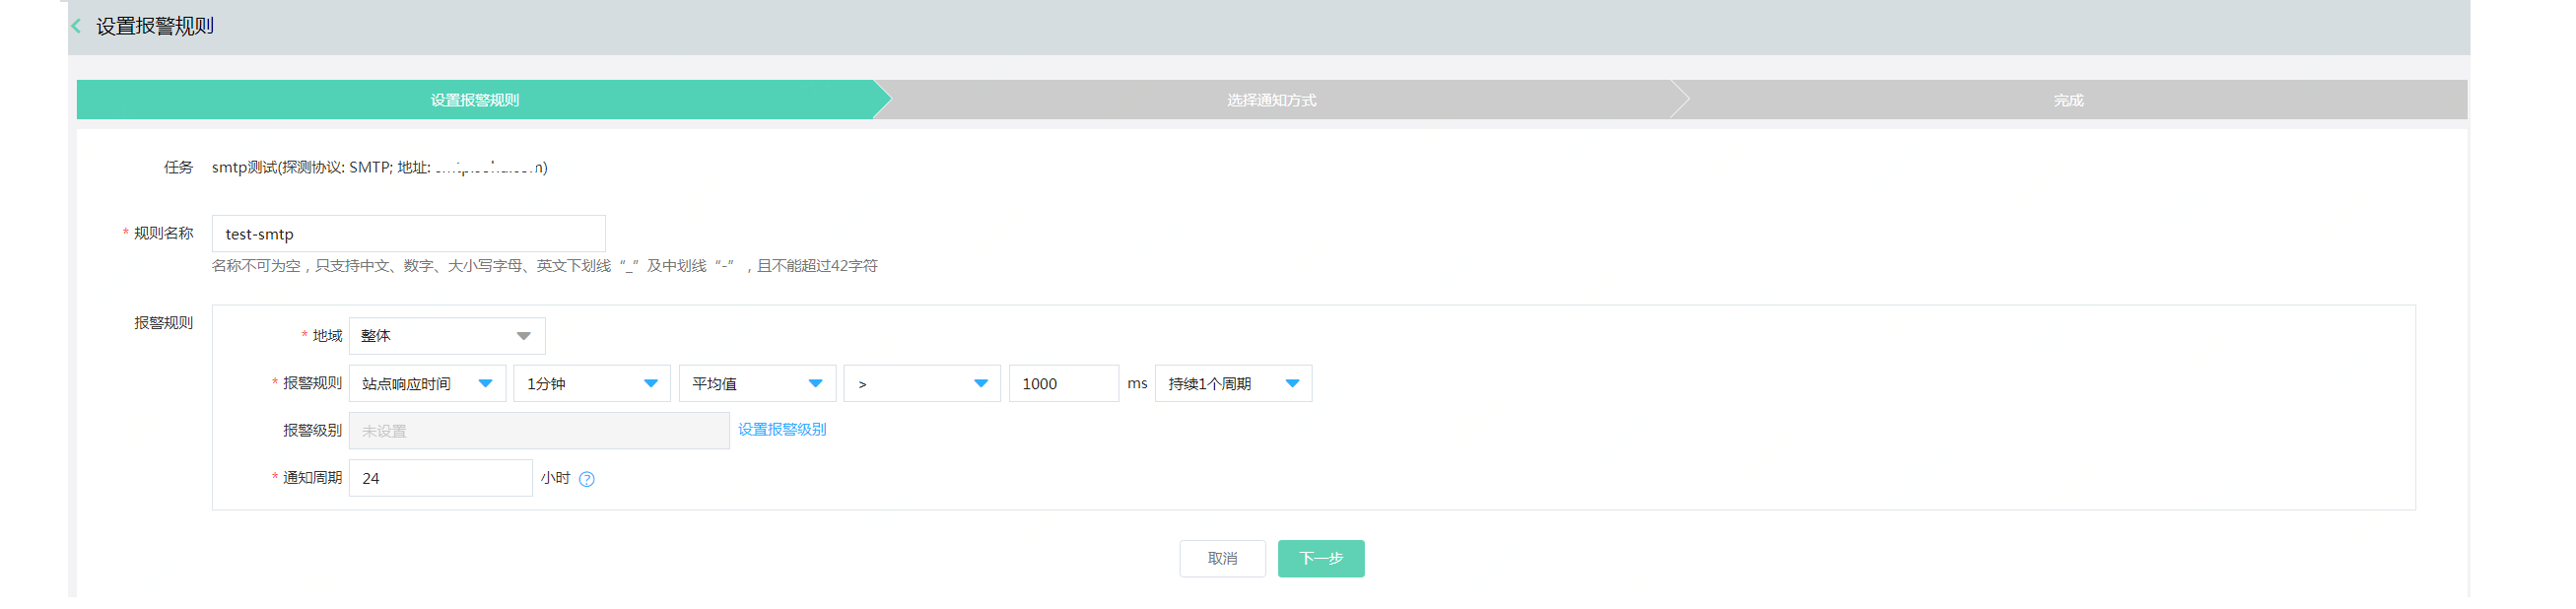 设置报警规则
设置报警规则 选择通知方式 完成
任务 smtp测试(探测协议: SMTP; 地址:
* 规则名称 test-smtp
名称不可为空，只支持中文、数字、大小写字母、英文下划线“_”及中划线“-”，且不能超过42字符
报警规则
* 地域 整体
* 报警规则 站点响应时间 1分钟 平均值 > 1000 ms 持续1个周期
报警级别 未设置 设置报警级别
* 通知周期 24 小时 ?
取消 下一步